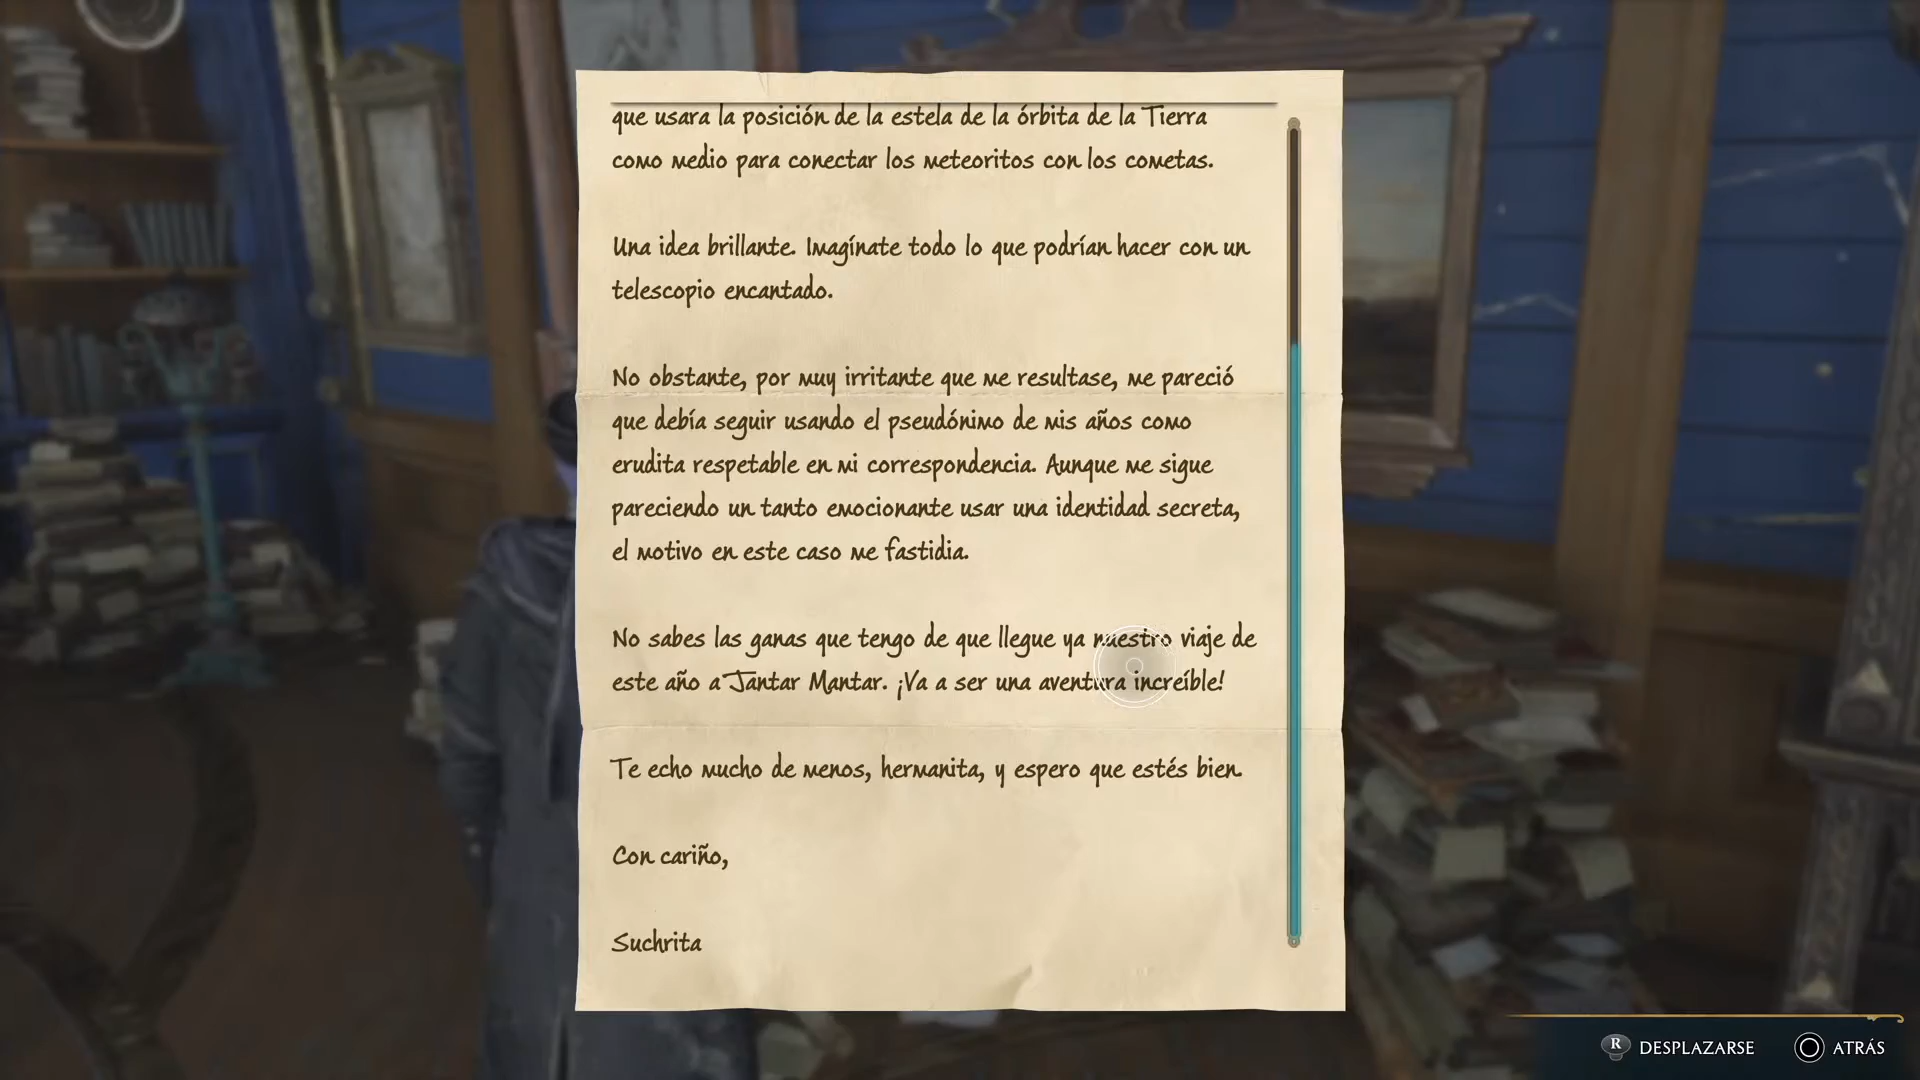 que usara la posición de la estela de la órbita de la Tierra
como medio para conectar los meteoritos con los cometas.
Una idea brillante. Imagínate todo lo que podrían hacer con un
telescopio encantado.
No obstante, por muy irritante que me resultase, me pareció
que debía seguir usando el pseudónimo de mis años como
erudita respetable en mi correspondencia. Aunque me sigue
pareciendo un tanto emocionante usar una identidad secreta,
el motivo en este caso me fastidia.
No sabes las ganas que tengo de que llegue ya nuestro viaje de
este año a Jantar Mantar. ¡Va a ser una aventura increíble!
Te echo mucho de menos, hermanita, y espero que estés bien.
Con cariño,
Suchrita
R DESPLAZARSE ATRÁS